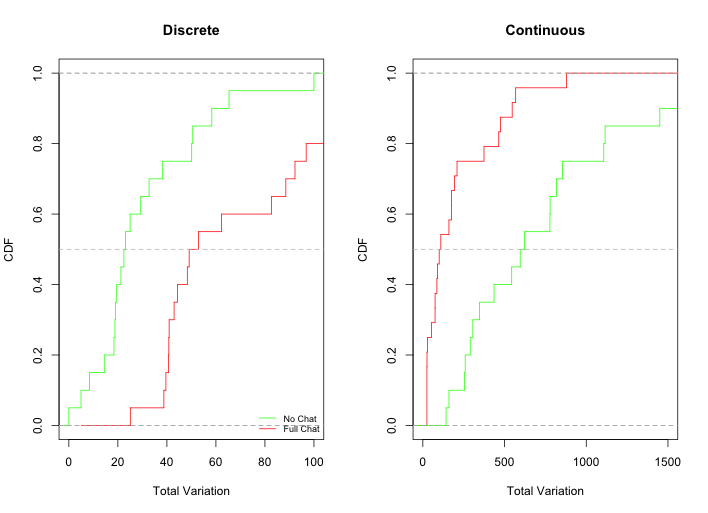 Discrete
CDF
1.0
0.8
0.6
0.4
0.2
0.0
No Chat
Full Chat
0 20 40 60 80 100
Total Variation
Continuous
CDF
1.0
0.8
0.6
0.4
0.2
0.0
0 500 1000 1500
Total Variation